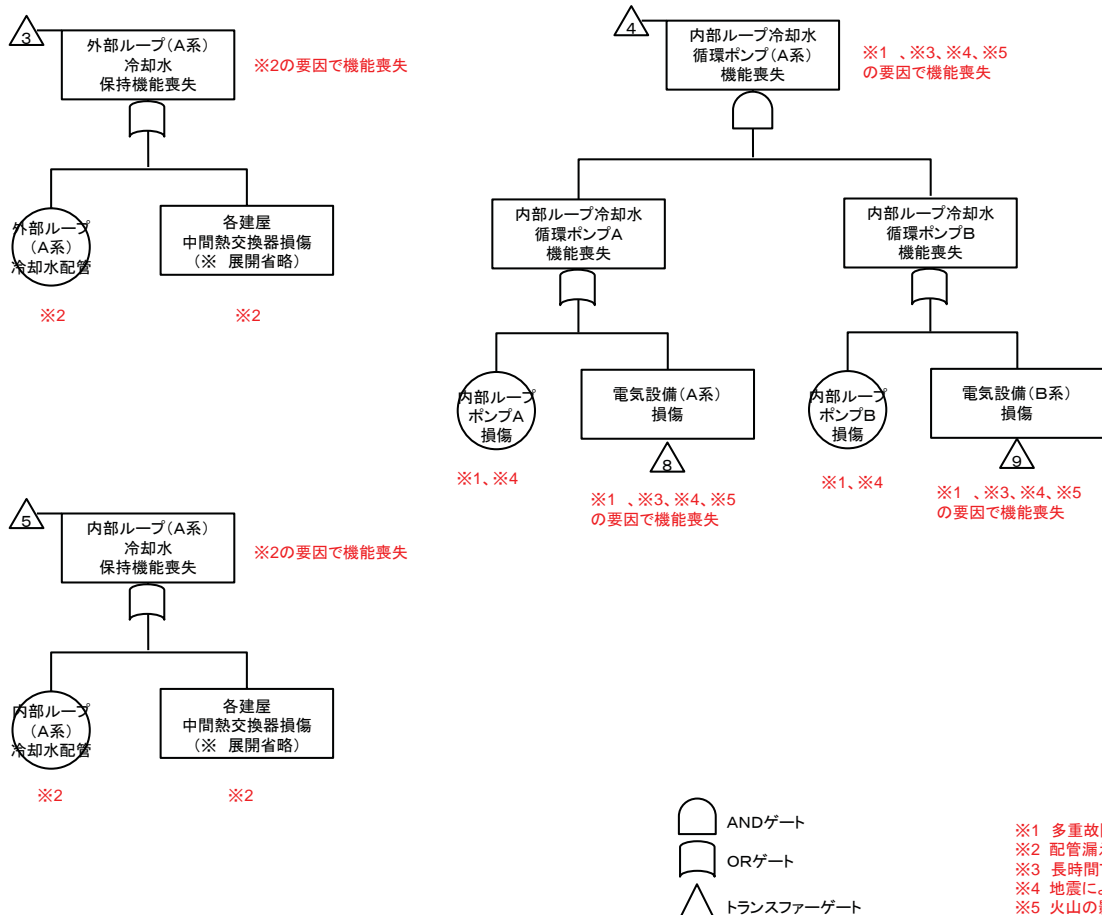 3
外部ループ(A系)
冷却水
保持機能喪失
※2の要因で機能喪失
外部ループ
(A系)
冷却水配管
※2
各建屋
中間熱交換器損傷
(※ 展開省略)
※2
4
内部ループ冷却水
循環ポンプ(A系)
機能喪失
※1 、※3、※4、※5
の要因で機能喪失
内部ループ冷却水
循環ポンプA
機能喪失
内部ループ冷却水
循環ポンプB
機能喪失
内部ループ
ポンプA
損傷
※1、※4
電気設備(A系)
損傷
8
※1 、※3、※4、※5
の要因で機能喪失
内部ループ
ポンプB
損傷
※1、※4
電気設備(B系)
損傷
9
※1 、※3、※4、※5
の要因で機能喪失
5
内部ループ(A系)
冷却水
保持機能喪失
※2の要因で機能喪失
内部ループ
(A系)
冷却水配管
※2
各建屋
中間熱交換器損傷
(※ 展開省略)
※2
ANDゲート
ORゲート
トランスファーゲート
※1 多重故
※2 配管漏
※3 長時間
※4 地震に
※5 火山の